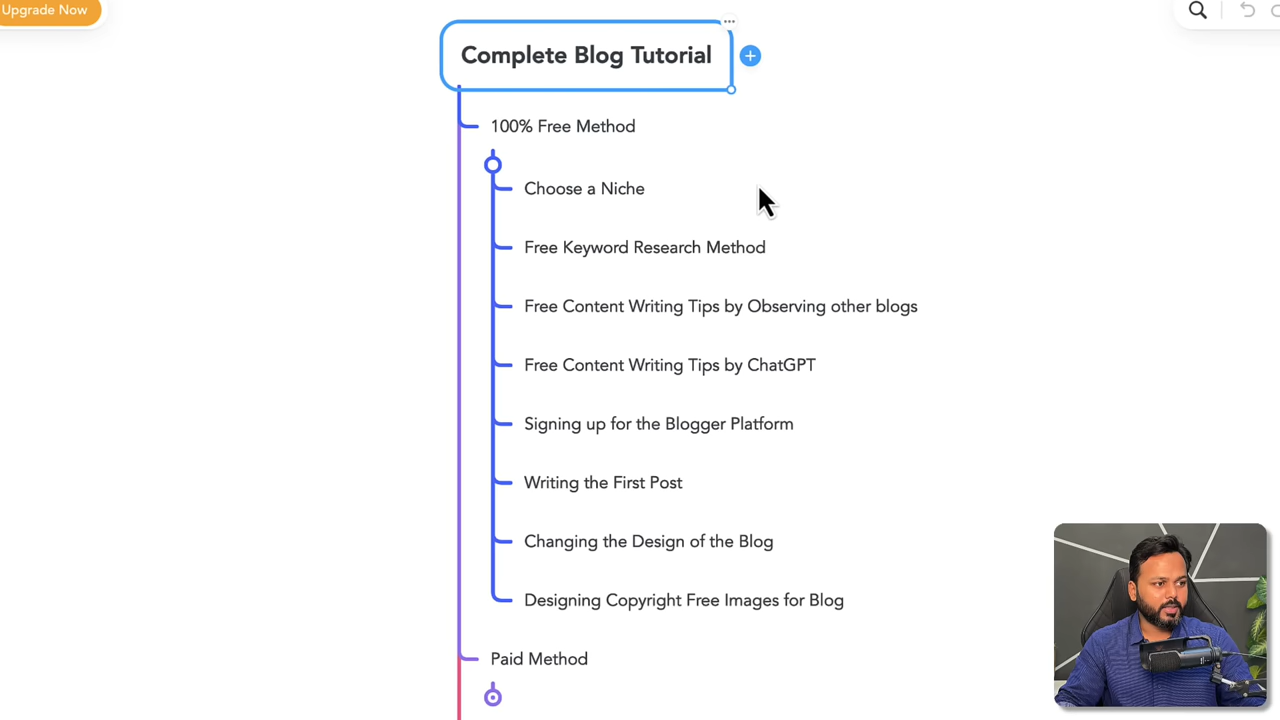 Upgrade Now
Complete Blog Tutorial
100% Free Method
Choose a Niche
Free Keyword Research Method
Free Content Writing Tips by Observing other blogs
Free Content Writing Tips by ChatGPT
Signing up for the Blogger Platform
Writing the First Post
Changing the Design of the Blog
Designing Copyright Free Images for Blog
Paid Method